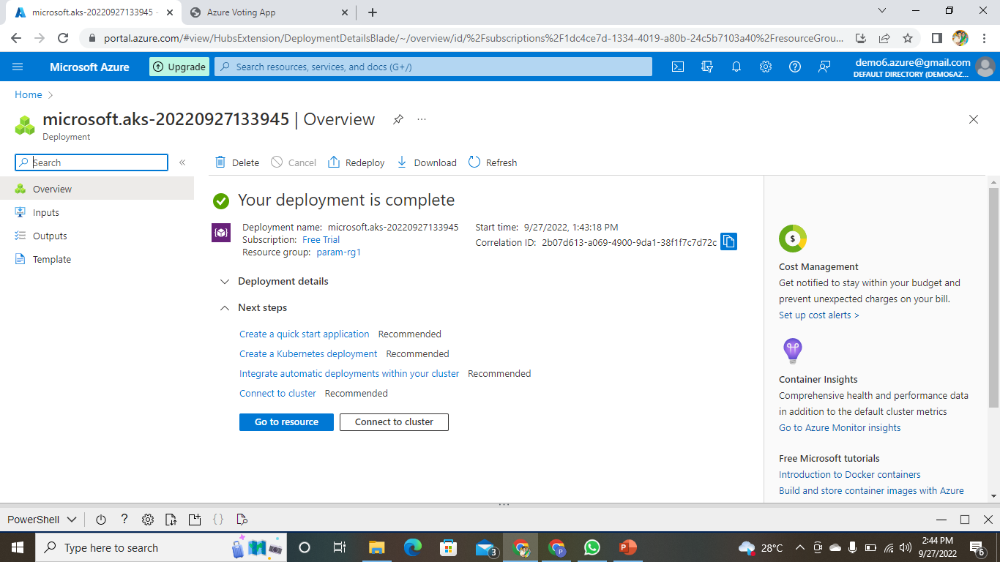 microsoft.aks-20220927133945 -
Azure Voting App
portal.azure.com/#view/HubsExtension/DeploymentDetailsBlade/~/overview/id/%2Fsubscriptions%2F1dc4ce7d-1334-4019-a80b-24c5b7103a40%2FresourceGrou...
Microsoft Azure
Upgrade
Search resources, services, and docs (G+/)
demo6.azure@gmail.com
DEFAULT DIRECTORY (DEMO6AZ...
Home
microsoft.aks-20220927133945 | Overview
Deployment
Search
Delete
Cancel
Redeploy
Download
Refresh
Overview
Inputs
Outputs
Template
Your deployment is complete
Deployment name: microsoft.aks-20220927133945
Subscription: Free Trial
Resource group: param-rg1
Start time: 9/27/2022, 1:43:18 PM
Correlation ID: 2b07d613-a069-4900-9da1-38f1f7c7d72c
Deployment details
Next steps
Create a quick start application Recommended
Create a Kubernetes deployment Recommended
Integrate automatic deployments within your cluster Recommended
Connect to cluster Recommended
Go to resource
Connect to cluster
$
Cost Management
Get notified to stay within your budget and
prevent unexpected charges on your bill.
Set up cost alerts >
Container Insights
Comprehensive health and performance data
in addition to the default cluster metrics
Go to Azure Monitor insights
Free Microsoft tutorials
Introduction to Docker containers
Build and store container images with Azure
PowerShell
?
{ }
Type here to search
3
P
P
28°C
2:44 PM
9/27/2022
6